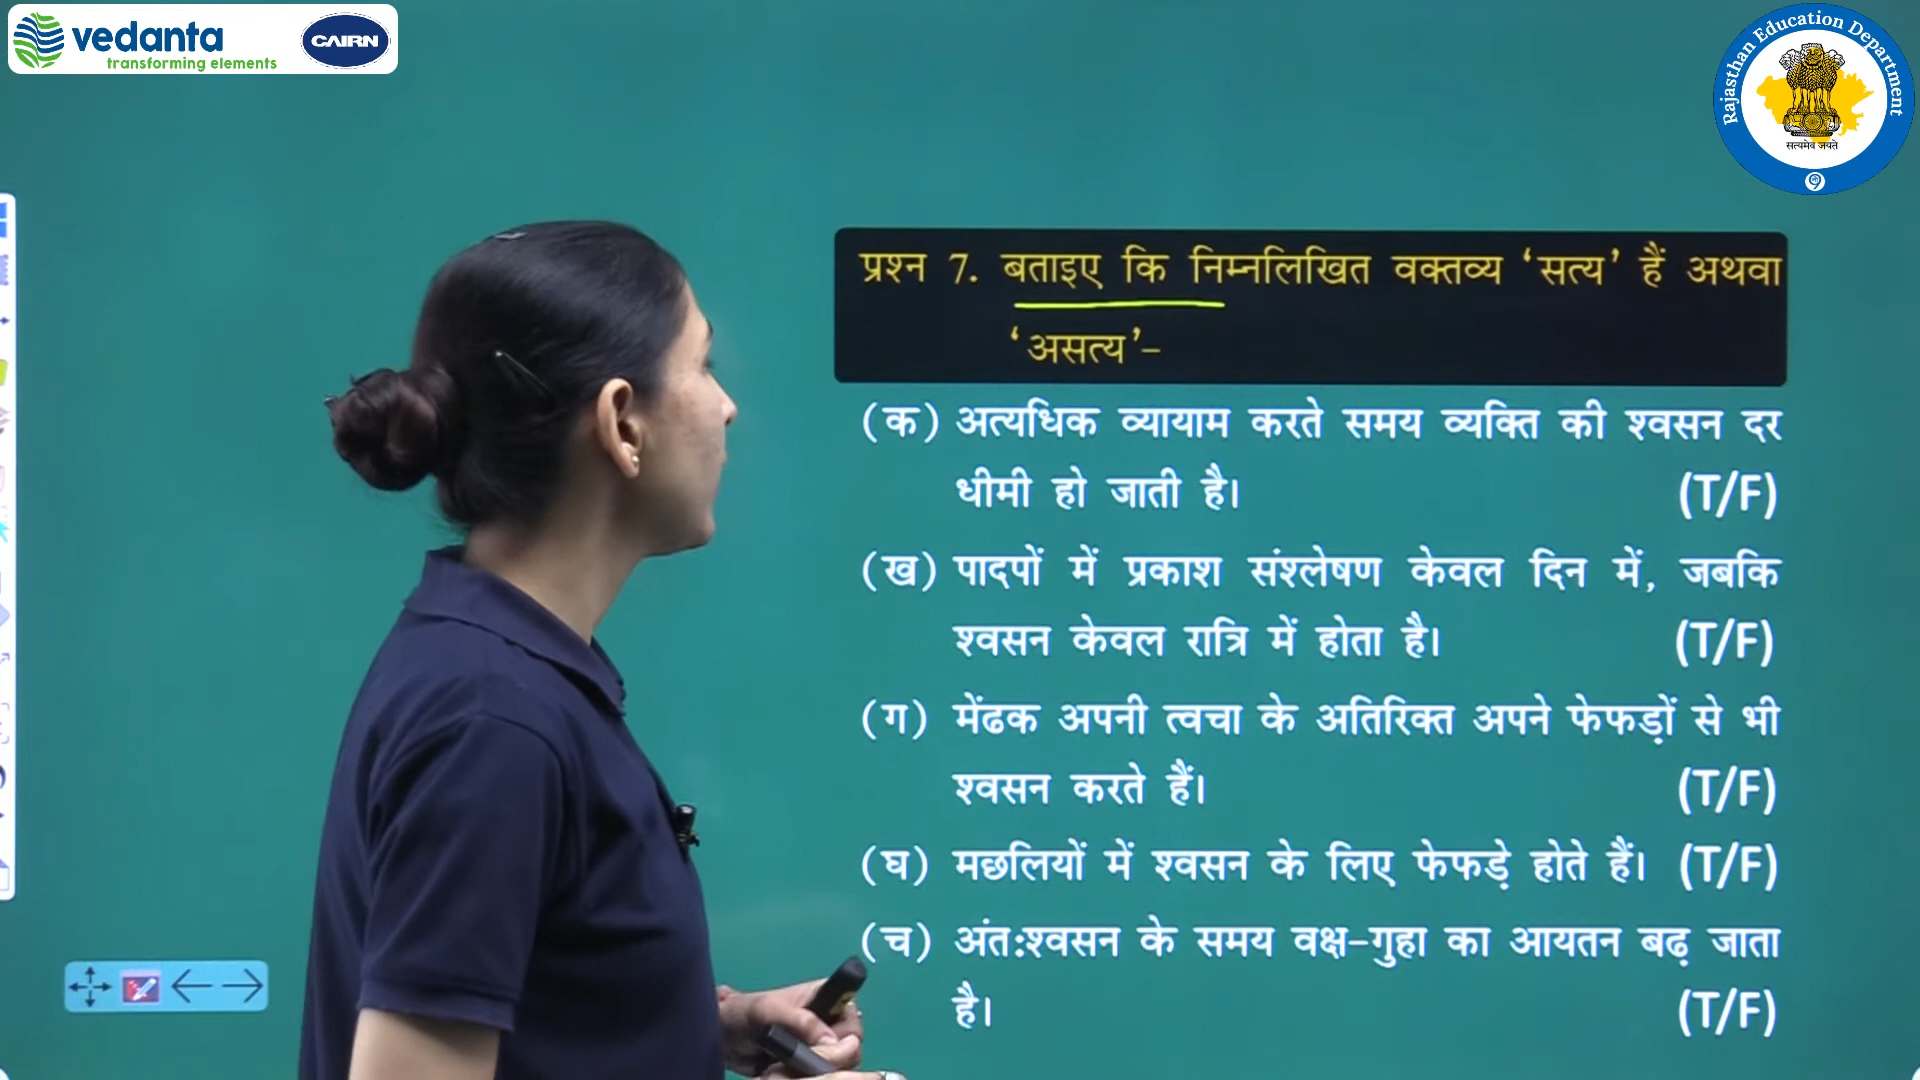 vedanta
transforming elements
CAIRN
Rajasthan Education Department
सत्यमेव जयते
प्रश्न 7. बताइए कि निम्नलिखित वक्तव्य ‘सत्य’ हैं अथवा
‘असत्य’–
(क) अत्यधिक व्यायाम करते समय व्यक्ति की श्वसन दर
धीमी हो जाती है। (T/F)
(ख) पादपों में प्रकाश संश्लेषण केवल दिन में, जबकि
श्वसन केवल रात्रि में होता है। (T/F)
(ग) मेंढक अपनी त्वचा के अतिरिक्त अपने फेफड़ों से भी
श्वसन करते हैं। (T/F)
(घ) मछलियों में श्वसन के लिए फेफड़े होते हैं। (T/F)
(च) अंत:श्वसन के समय वक्ष-गुहा का आयतन बढ़ जाता
है। (T/F)